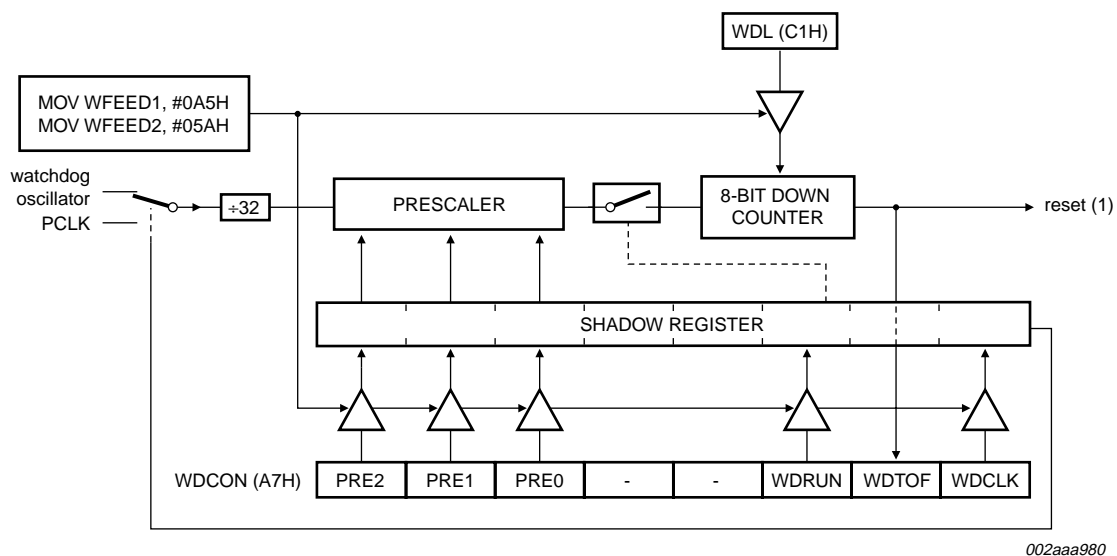 WDL (C1H)
MOV WFEED1, #0A5H
MOV WFEED2, #05AH
watchdog
oscillator
PCLK
÷32
PRESCALER
8-BIT DOWN
COUNTER
reset (1)
SHADOW REGISTER
WDCON (A7H)
PRE2
PRE1
PRE0
-
-
WDRUN
WDTOF
WDCLK
002aaa980